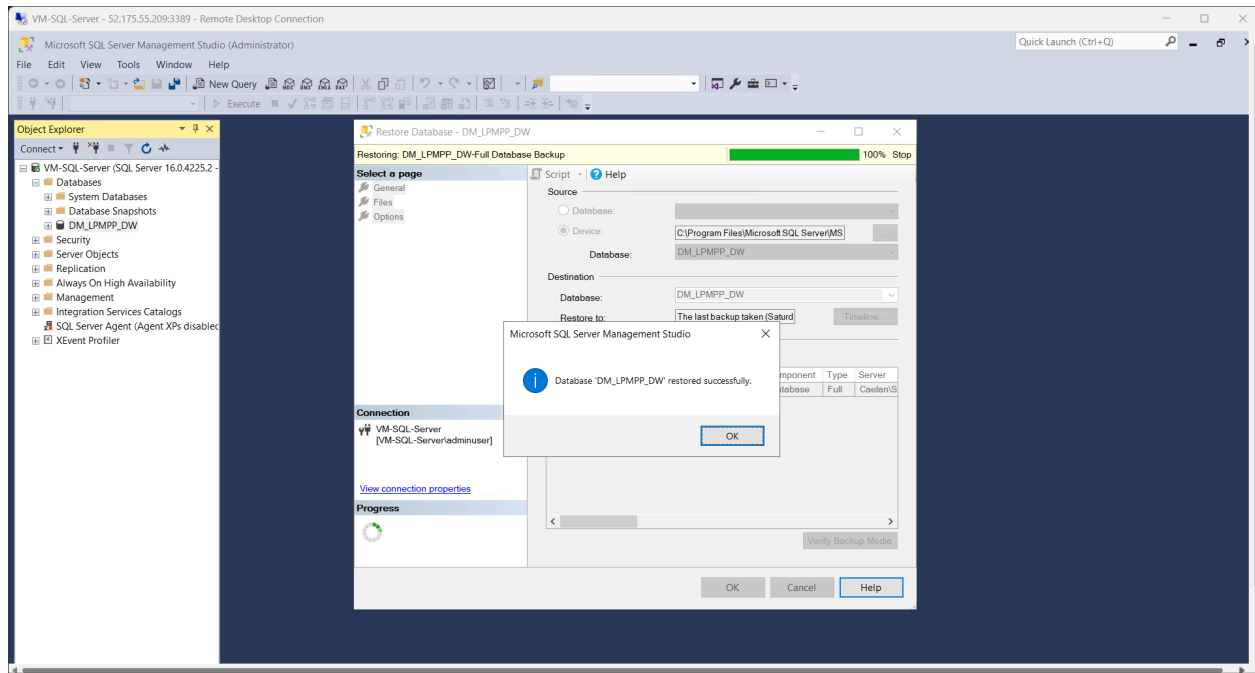 VM-SQL-Server - 52.175.55.209:3389 - Remote Desktop Connection
Microsoft SQL Server Management Studio (Administrator)
Quick Launch (Ctrl+Q)
File Edit View Tools Window Help
New Query
Execute
Object Explorer
Connect
VM-SQL-Server (SQL Server 16.0.4225.2 -
Databases
System Databases
Database Snapshots
DM_LPMPP_DW
Security
Server Objects
Replication
Always On High Availability
Management
Integration Services Catalogs
SQL Server Agent (Agent XPs disabled
XEvent Profiler
Restore Database - DM_LPMPP_DW
Restoring: DM_LPMPP_DW-Full Database Backup
100% Stop
Select a page
General
Files
Options
Script Help
Source
Database:
Device: C:\Program Files\Microsoft SQL Server\MS ...
Database: DM_LPMPP_DW
Destination
Database: DM_LPMPP_DW
Restore to: The last backup taken (Saturd Timeline...
Type Server
Full Caelan\S
Microsoft SQL Server Management Studio
Database 'DM_LPMPP_DW' restored successfully.
OK
Connection
VM-SQL-Server
[VM-SQL-Server\adminuser]
View connection properties
Progress
Verify Backup Media
OK Cancel Help